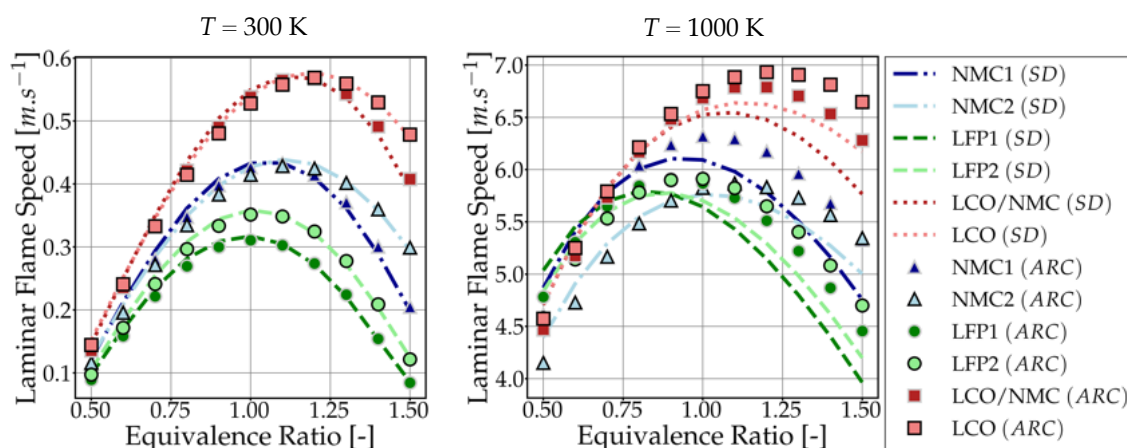 T = 300 K
T = 1000 K
Laminar Flame Speed [m.s⁻¹]
0.6
0.5
0.4
0.3
0.2
0.1
0.50 0.75 1.00 1.25 1.50
Equivalence Ratio [-]
Laminar Flame Speed [m.s⁻¹]
7.0
6.5
6.0
5.5
5.0
4.5
4.0
0.50 0.75 1.00 1.25 1.50
Equivalence Ratio [-]
NMC1 (SD)
NMC2 (SD)
LFP1 (SD)
LFP2 (SD)
LCO/NMC (SD)
LCO (SD)
NMC1 (ARC)
NMC2 (ARC)
LFP1 (ARC)
LFP2 (ARC)
LCO/NMC (ARC)
LCO (ARC)